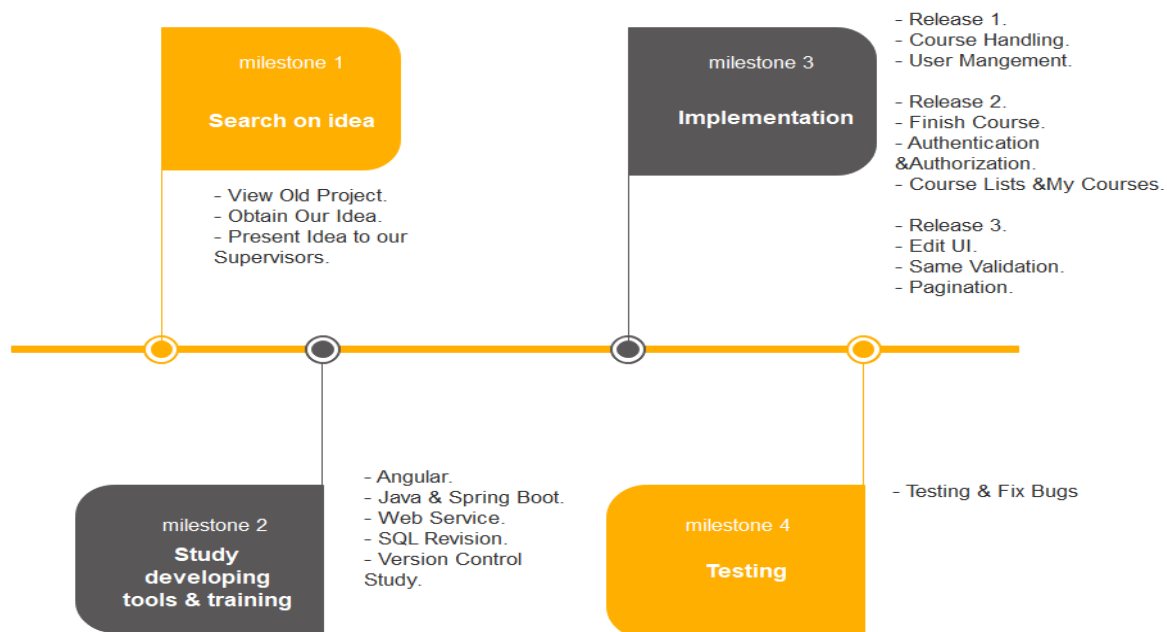 milestone 1
Search on idea
- View Old Project.
- Obtain Our Idea.
- Present Idea to our
Supervisors.
milestone 2
Study
developing
tools & training
- Angular.
- Java & Spring Boot.
- Web Service.
- SQL Revision.
- Version Control
Study.
milestone 3
Implementation
- Release 1.
- Course Handling.
- User Mangement.
- Release 2.
- Finish Course.
- Authentication
&Authorization.
- Course Lists &My Courses.
- Release 3.
- Edit UI.
- Same Validation.
- Pagination.
milestone 4
Testing
- Testing & Fix Bugs